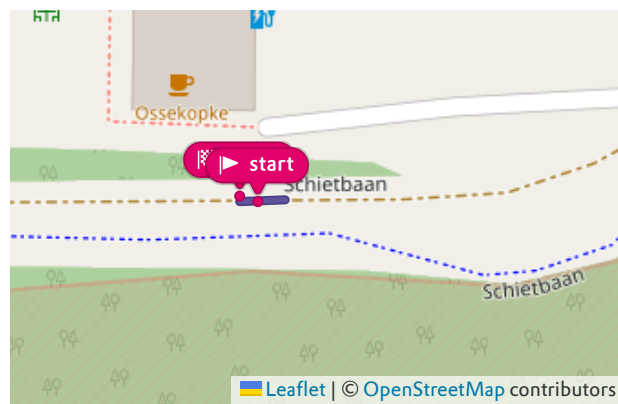 Ossekopke
start
Schietbaan
Schietbaan
Leaflet | © OpenStreetMap contributors